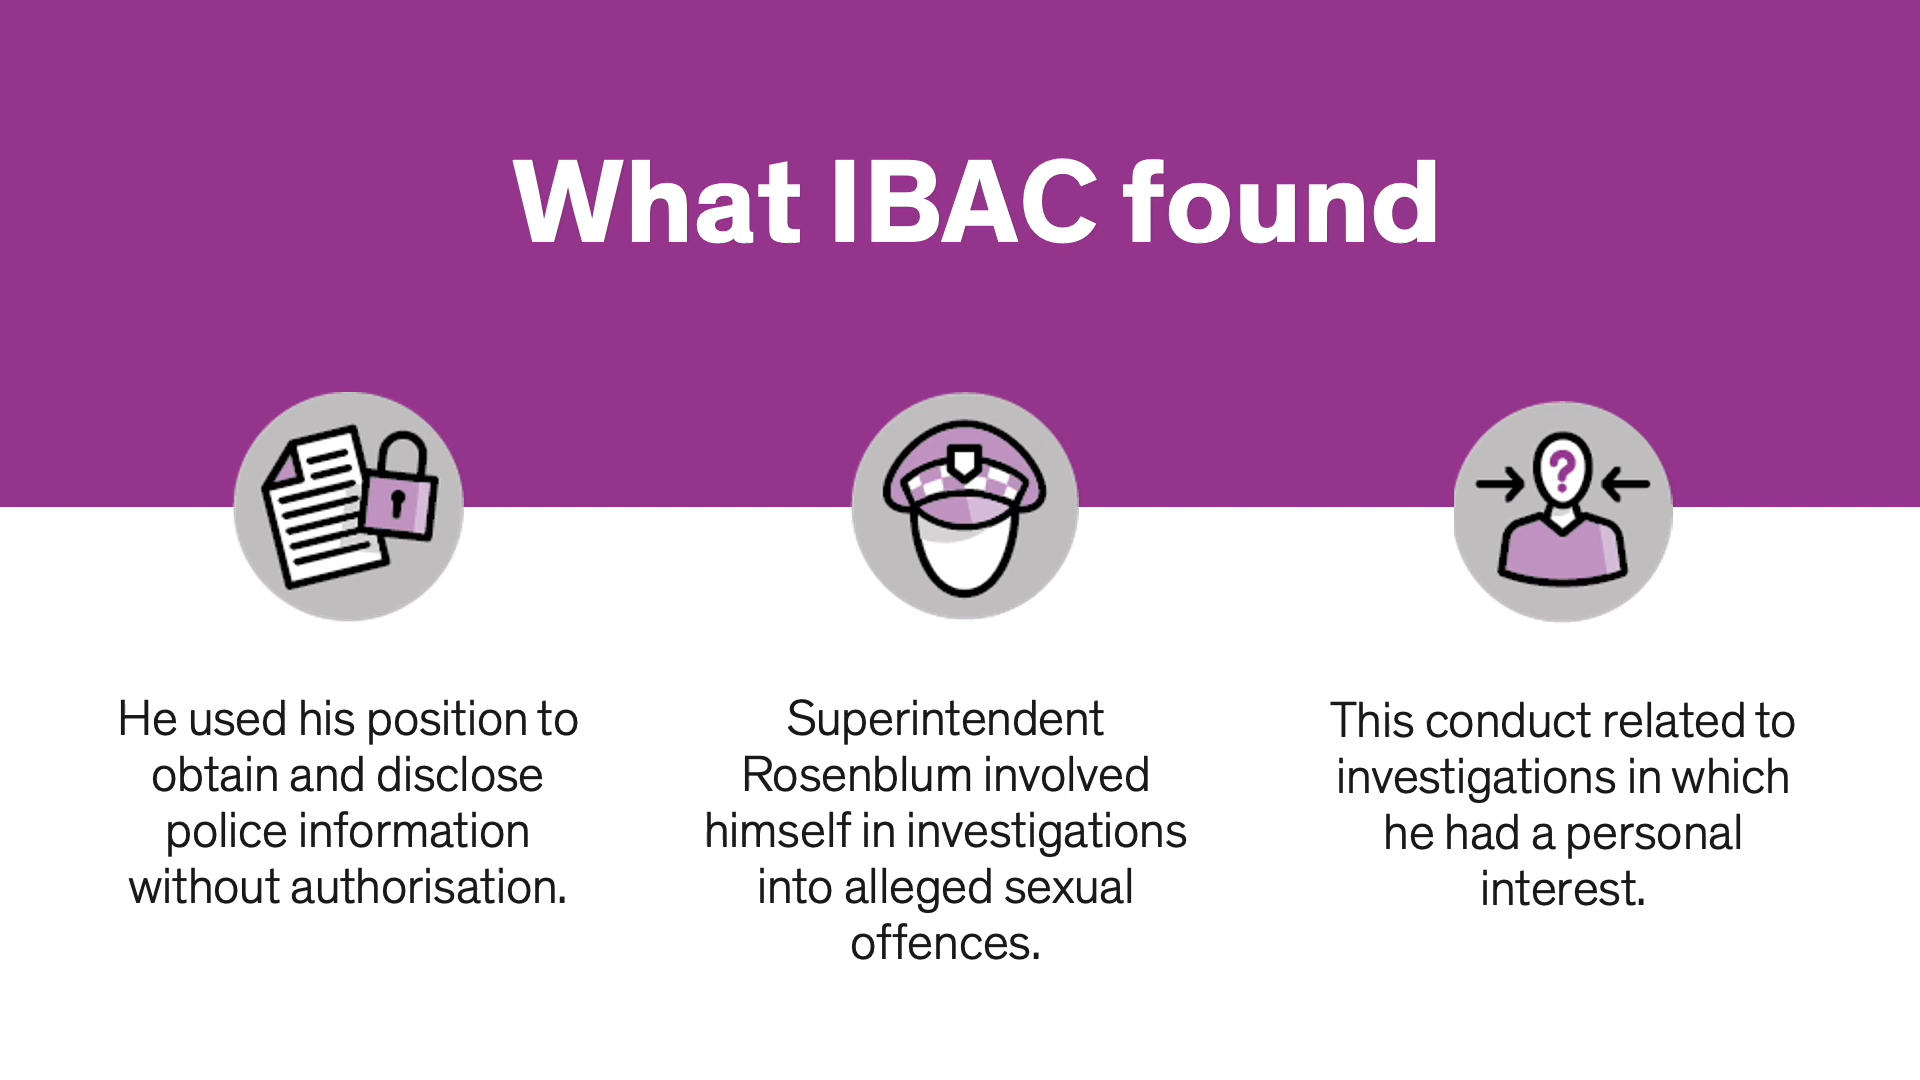 What IBAC found
?
He used his position to
obtain and disclose
police information
without authorisation.
Superintendent
Rosenblum involved
himself in investigations
into alleged sexual
offences.
This conduct related to
investigations in which
he had a personal
interest.